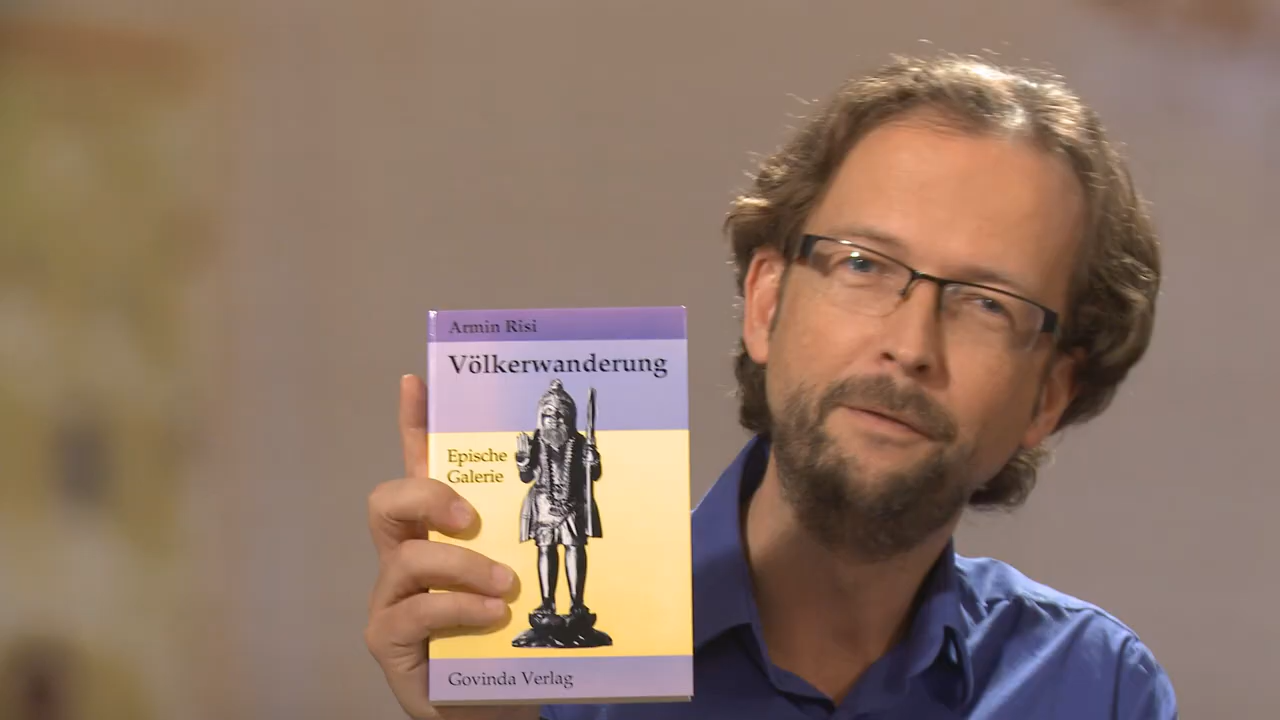 Armin Risi
Völkerwanderung
Epische
Galerie
Govinda Verlag